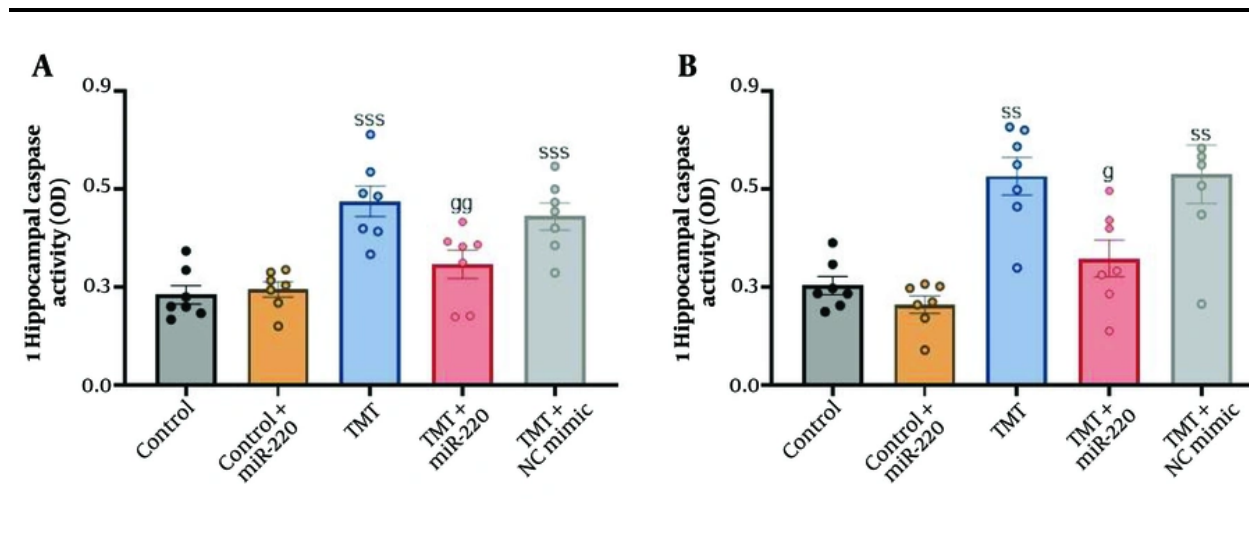 A
1 Hippocampal caspase
activity (OD)
0.9
0.5
0.3
0.0
sss
gg
sss
Control
Control +
miR-220
TMT
TMT +
miR-220
TMT +
NC mimic
B
1 Hippocampal caspase
activity (OD)
0.9
0.5
0.3
0.0
ss
g
ss
Control
Control +
miR-220
TMT
TMT +
miR-220
TMT +
NC mimic